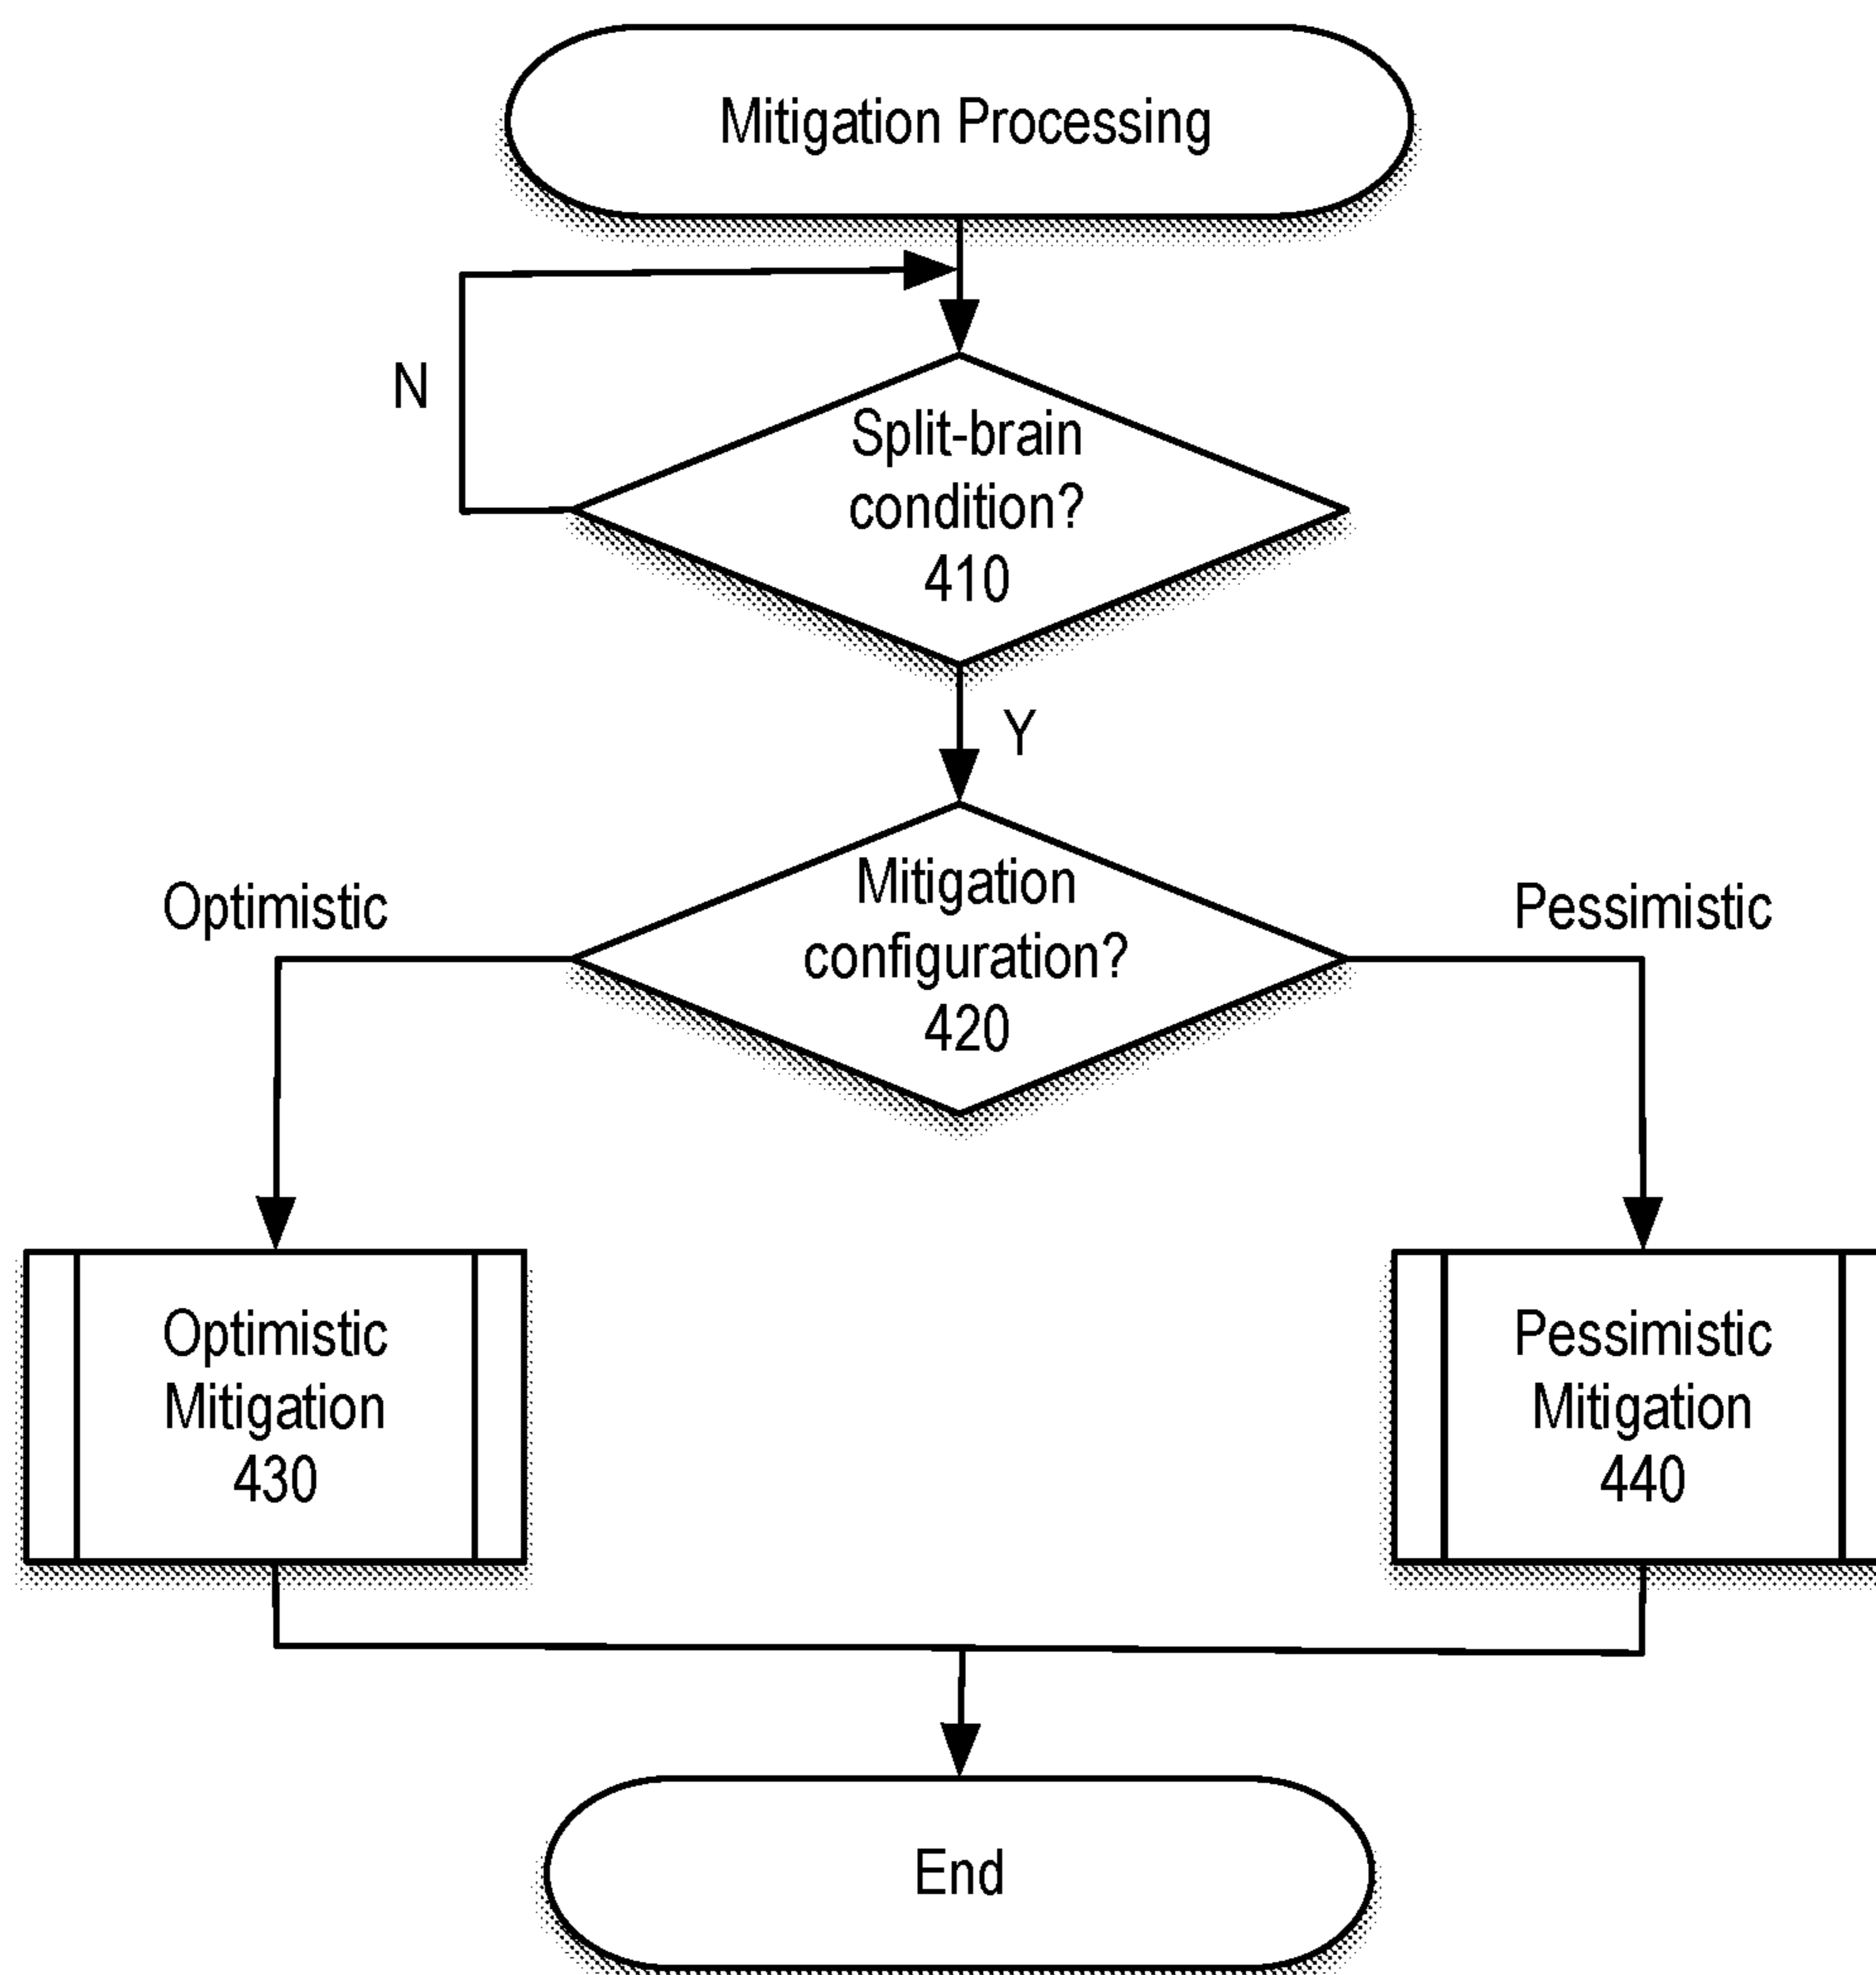 Mitigation Processing
N
Split-brain
condition?
410
Y
Optimistic
Mitigation
configuration?
420
Pessimistic
Optimistic
Mitigation
430
Pessimistic
Mitigation
440
End